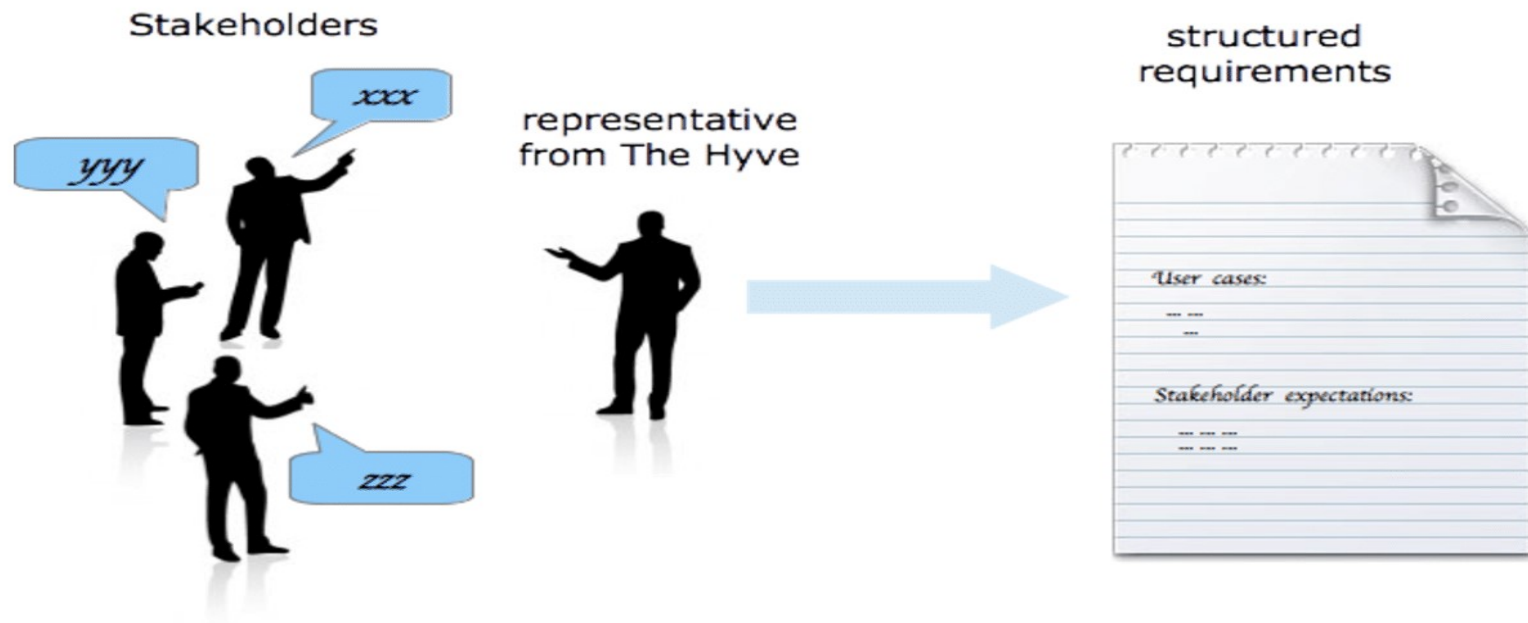 Stakeholders
xxx
yyy
zzz
representative
from The Hyve
structured
requirements
User cases:
--- ---
---
Stakeholder expectations:
--- --- ---
--- --- ---